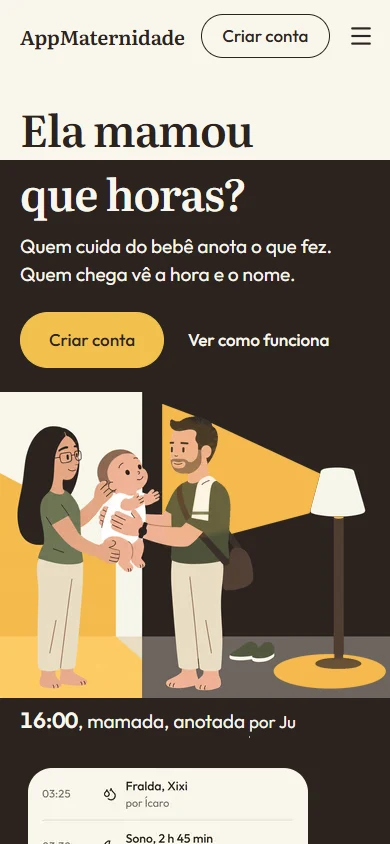 AppMaternidade
Criar conta
Ela mamou
que horas?
Quem cuida do bebê anota o que fez.
Quem chega vê a hora e o nome.
Criar conta
Ver como funciona
16:00, mamada, anotada por Ju
03:25
Fralda, Xixi
por Ícaro
03:30
Sono, 2 h 45 min